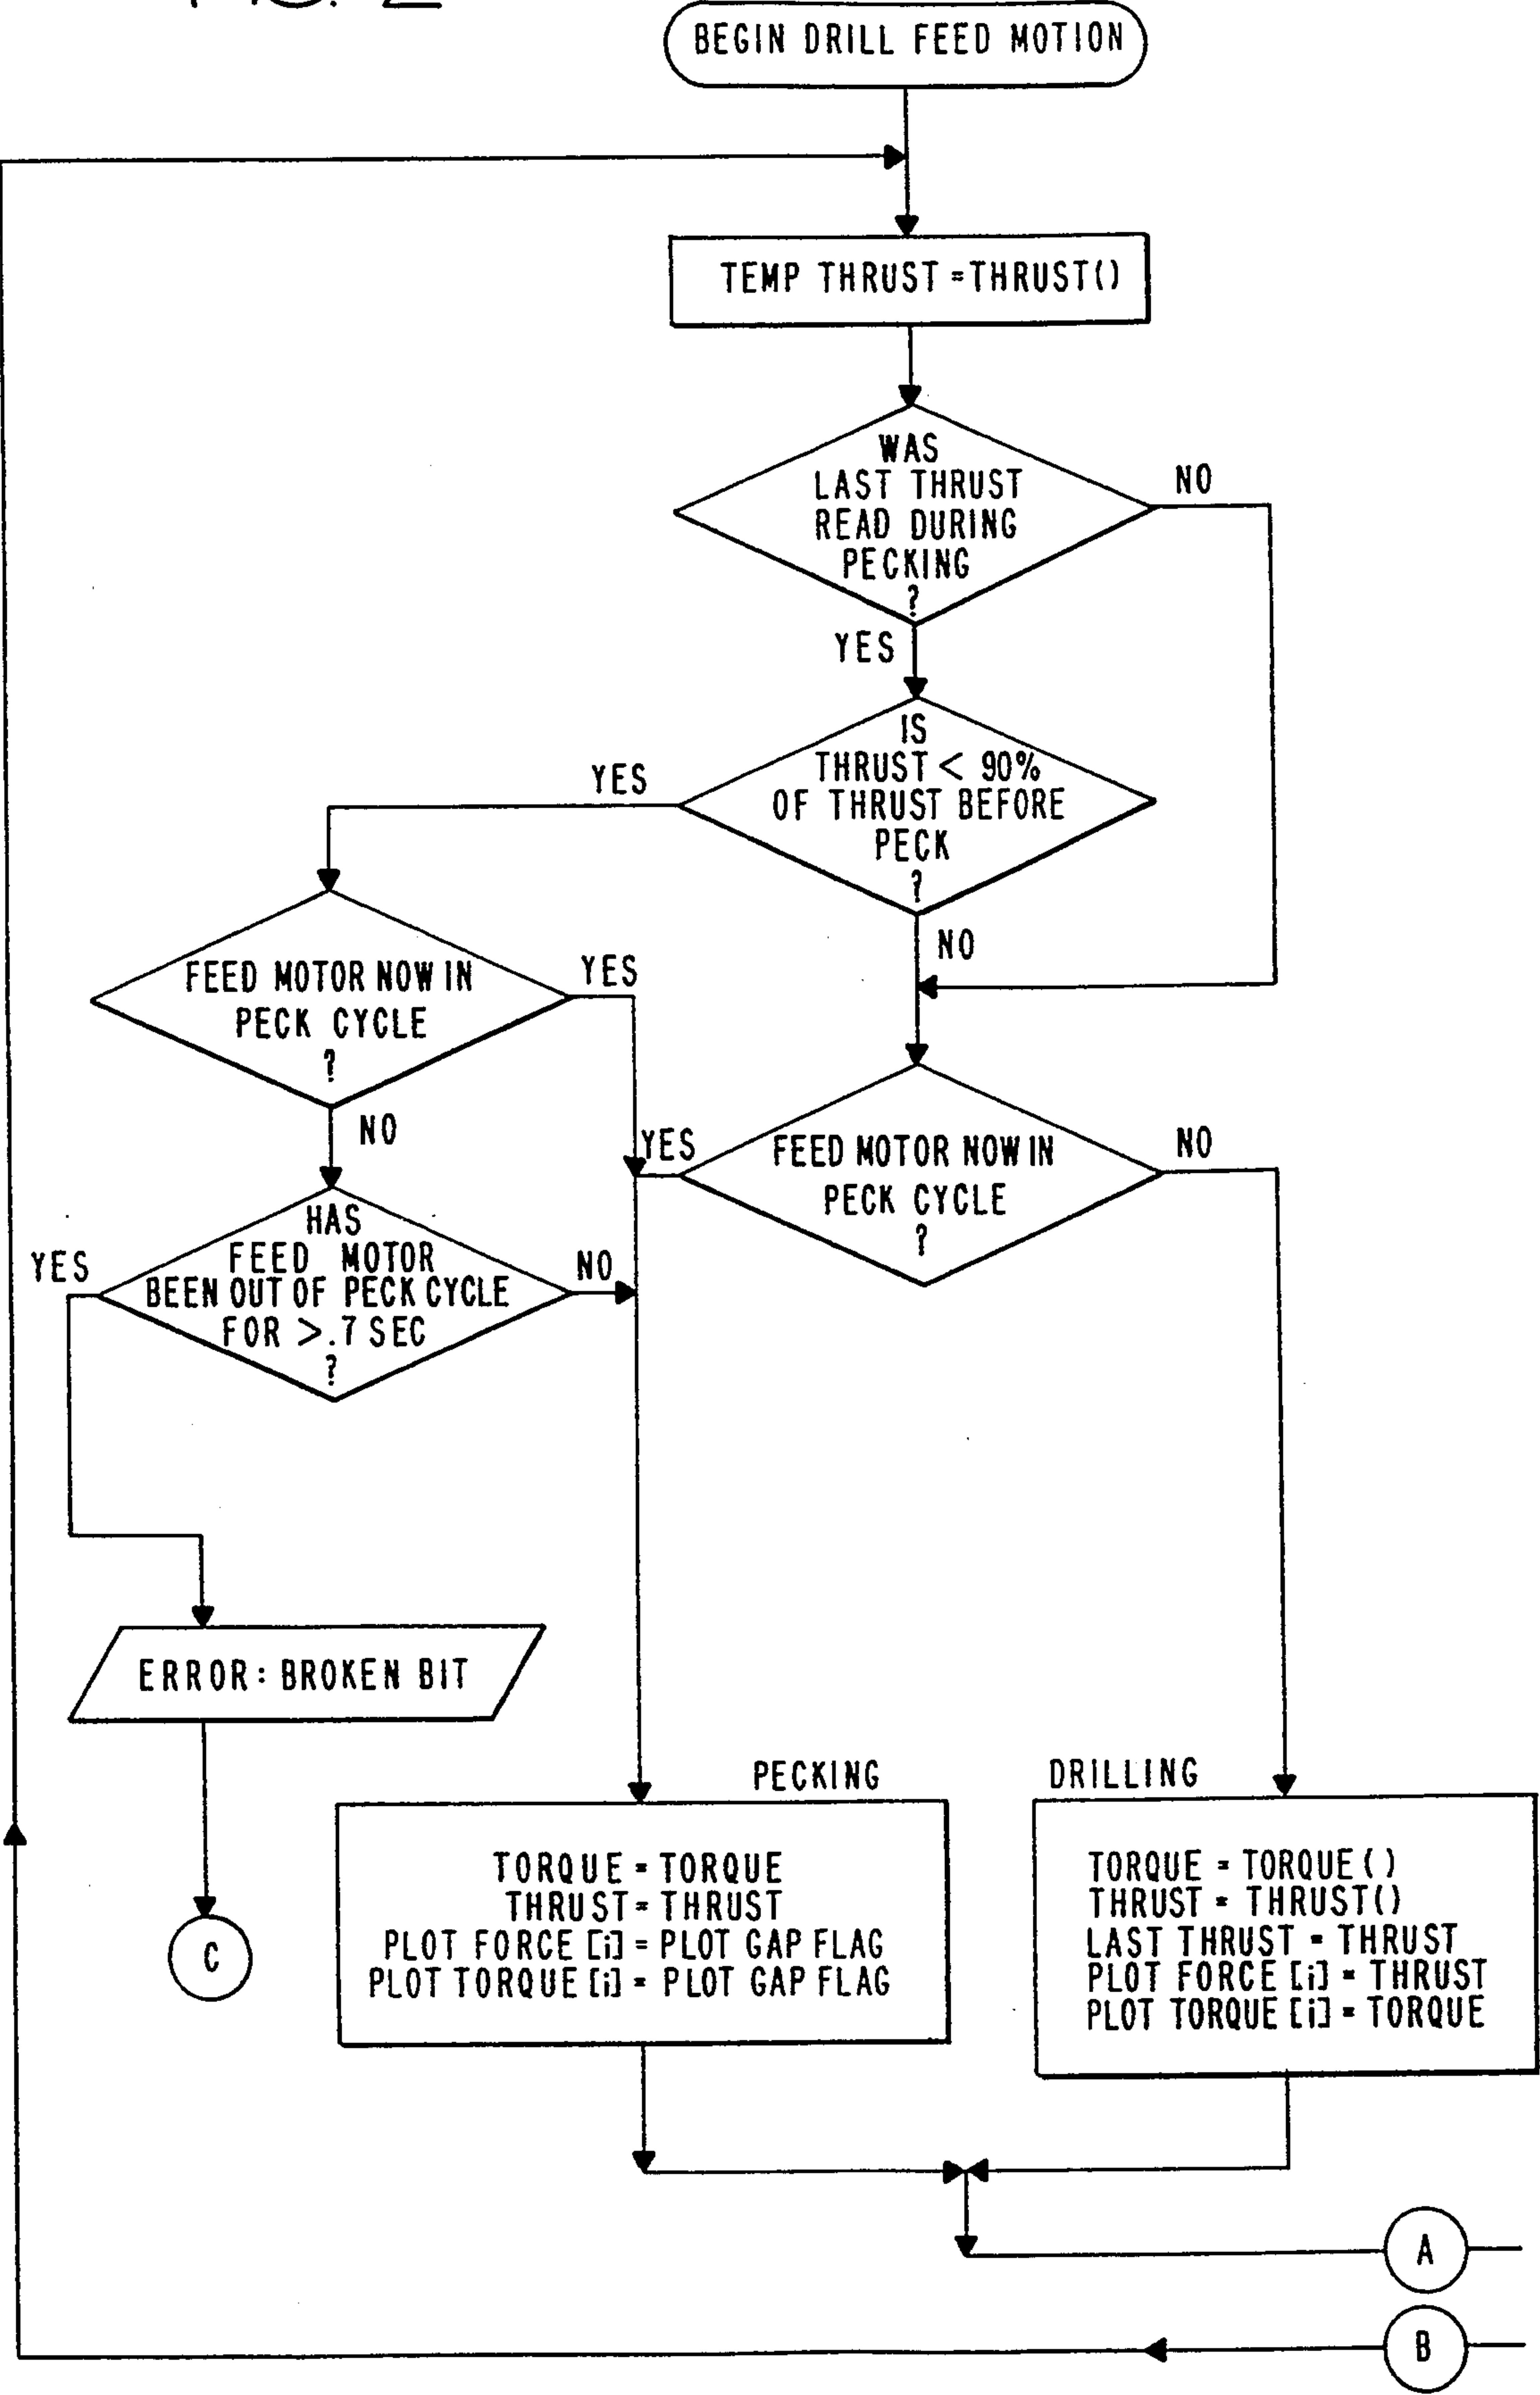 FIG. 2
BEGIN DRILL FEED MOTION
TEMP THRUST =THRUST()
WAS
LAST THRUST
READ DURING
PECKING
?
NO
YES
IS
THRUST < 90%
OF THRUST BEFORE
PECK
?
YES
NO
FEED MOTOR NOW IN
PECK CYCLE
?
YES
NO
FEED MOTOR NOW IN
PECK CYCLE
?
YES
NO
HAS
FEED MOTOR
BEEN OUT OF PECK CYCLE
FOR >.7 SEC
?
YES
NO
ERROR: BROKEN BIT
C
PECKING
TORQUE = TORQUE
THRUST = THRUST
PLOT FORCE [i] = PLOT GAP FLAG
PLOT TORQUE [i] = PLOT GAP FLAG
DRILLING
TORQUE = TORQUE()
THRUST = THRUST()
LAST THRUST = THRUST
PLOT FORCE [i] = THRUST
PLOT TORQUE [i] = TORQUE
A
B